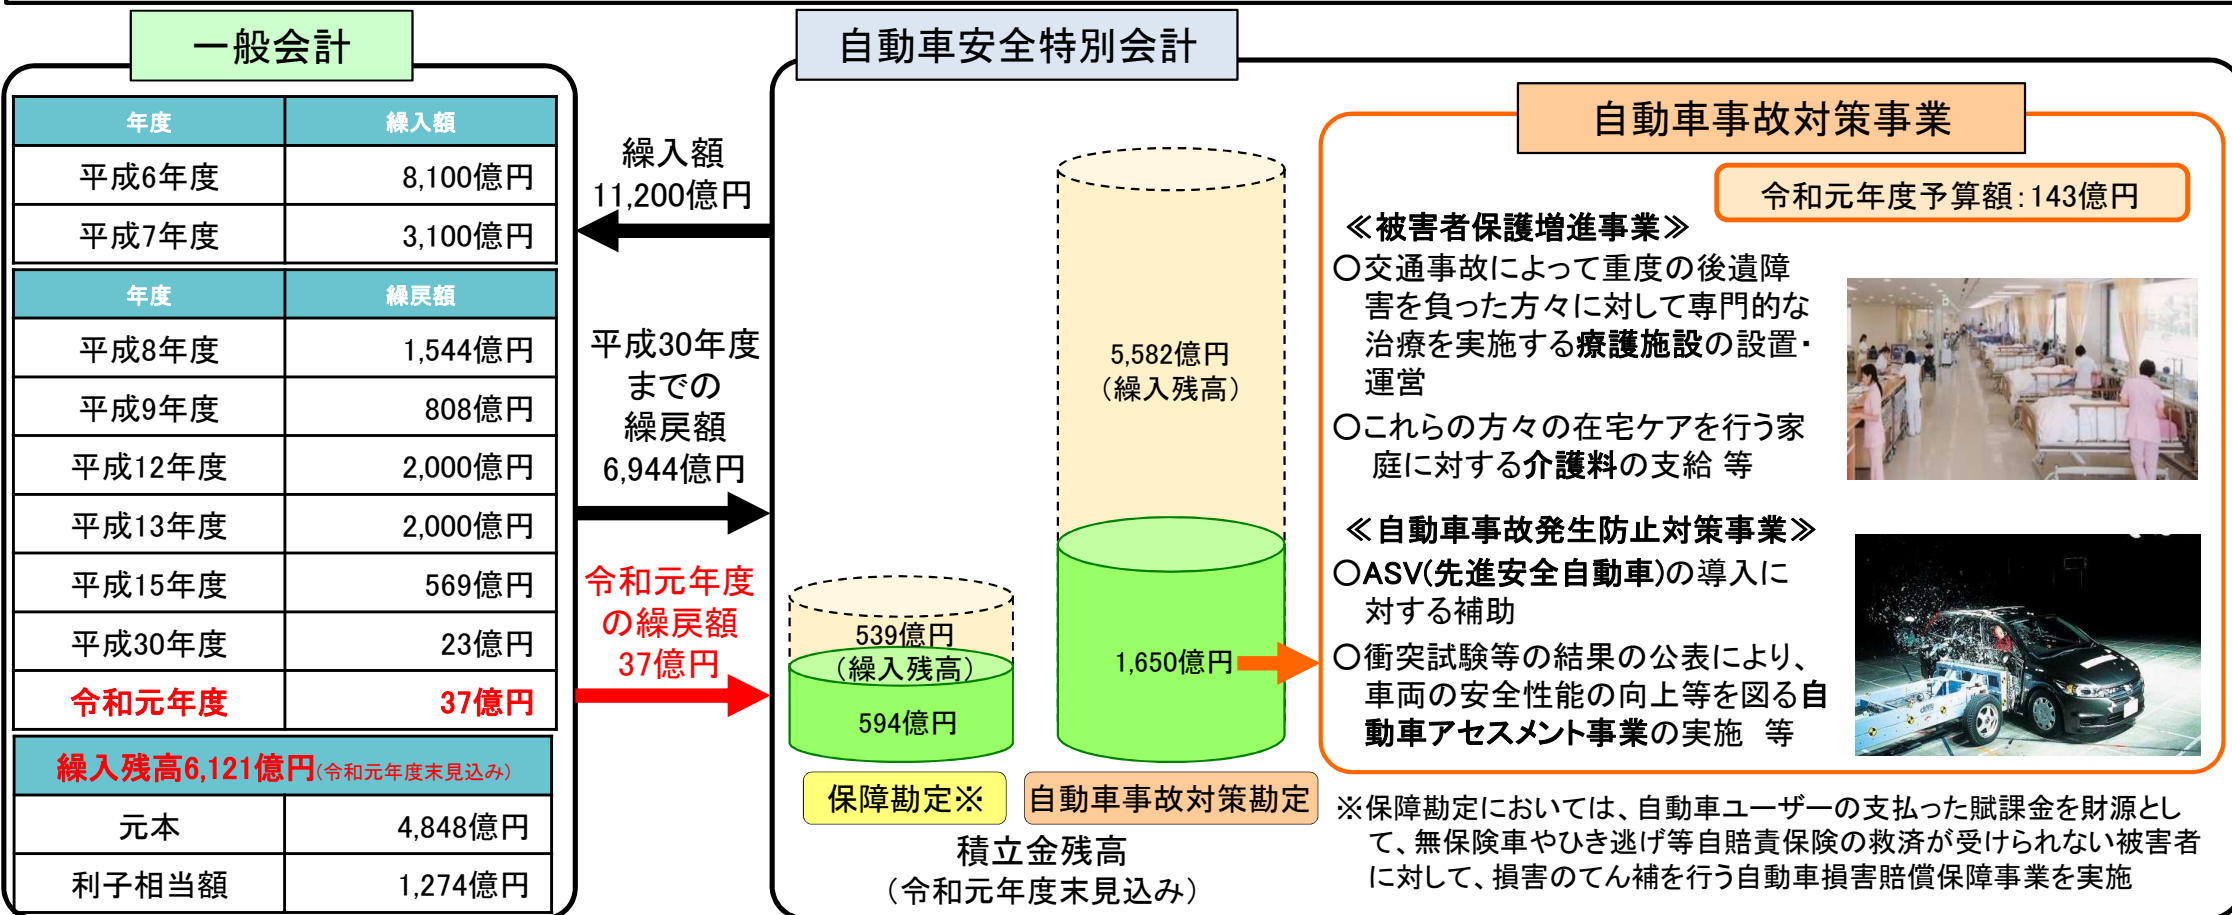 一般会計
年度 繰入額
平成6年度 8,100億円
平成7年度 3,100億円
年度 繰戻額
平成8年度 1,544億円
平成9年度 808億円
平成12年度 2,000億円
平成13年度 2,000億円
平成15年度 569億円
平成30年度 23億円
令和元年度 37億円
繰入残高6,121億円(令和元年度末見込み)
元本 4,848億円
利子相当額 1,274億円
繰入額
11,200億円
平成30年度
までの
繰戻額
6,944億円
令和元年度
の繰戻額
37億円
自動車安全特別会計
539億円
(繰入残高)
594億円
保障勘定※
5,582億円
(繰入残高)
1,650億円
自動車事故対策勘定
積立金残高
(令和元年度末見込み)
自動車事故対策事業
令和元年度予算額:143億円
≪被害者保護増進事業≫
○交通事故によって重度の後遺障
害を負った方々に対して専門的な
治療を実施する療護施設の設置・
運営
○これらの方々の在宅ケアを行う家
庭に対する介護料の支給 等
≪自動車事故発生防止対策事業≫
○ASV(先進安全自動車)の導入に
対する補助
○衝突試験等の結果の公表により、
車両の安全性能の向上等を図る自
動車アセスメント事業の実施 等
※保障勘定においては、自動車ユーザーの支払った賦課金を財源とし
て、無保険車やひき逃げ等自賠責保険の救済が受けられない被害者
に対して、損害のてん補を行う自動車損害賠償保障事業を実施